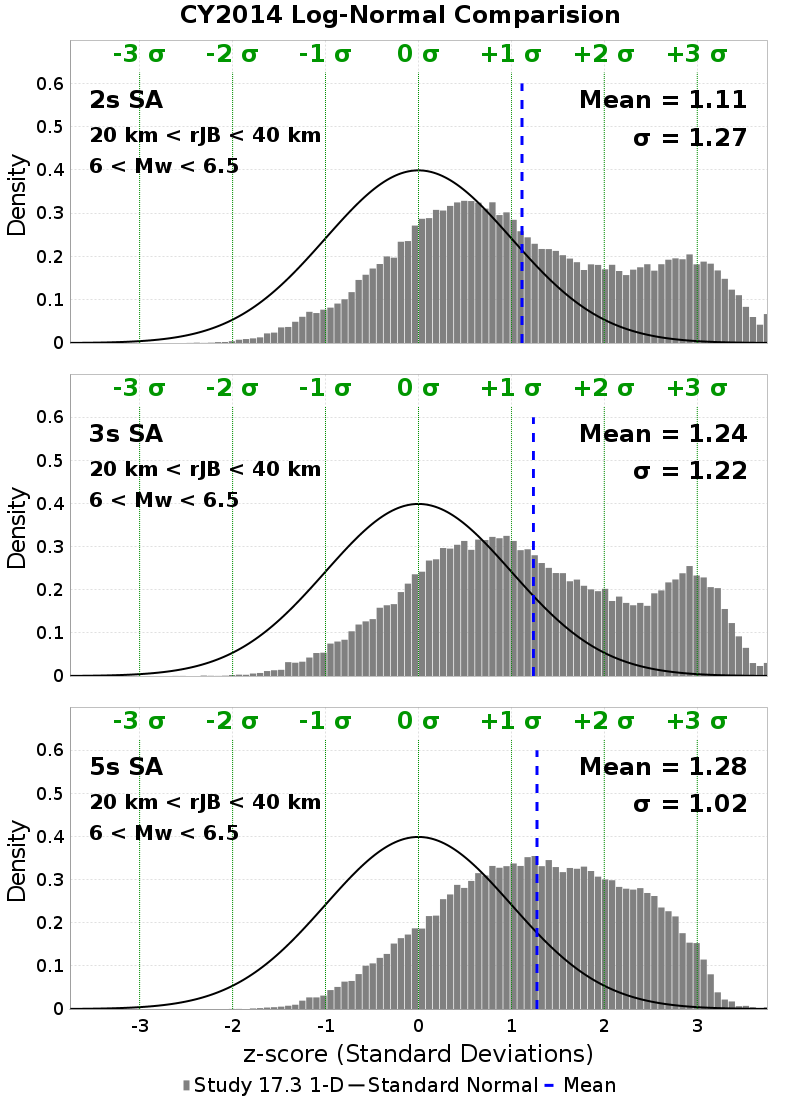 CY2014 Log-Normal Comparision
-3 σ -2 σ -1 σ 0 σ +1 σ +2 σ +3 σ
2s SA
20 km < rJB < 40 km
6 < Mw < 6.5
Mean = 1.11
σ = 1.27
0.6
0.5
0.4
0.3
0.2
0.1
0
Density
-3 σ -2 σ -1 σ 0 σ +1 σ +2 σ +3 σ
3s SA
20 km < rJB < 40 km
6 < Mw < 6.5
Mean = 1.24
σ = 1.22
0.6
0.5
0.4
0.3
0.2
0.1
0
Density
-3 σ -2 σ -1 σ 0 σ +1 σ +2 σ +3 σ
5s SA
20 km < rJB < 40 km
6 < Mw < 6.5
Mean = 1.28
σ = 1.02
0.6
0.5
0.4
0.3
0.2
0.1
0
Density
-3 -2 -1 0 1 2 3
z-score (Standard Deviations)
Study 17.3 1-D Standard Normal Mean